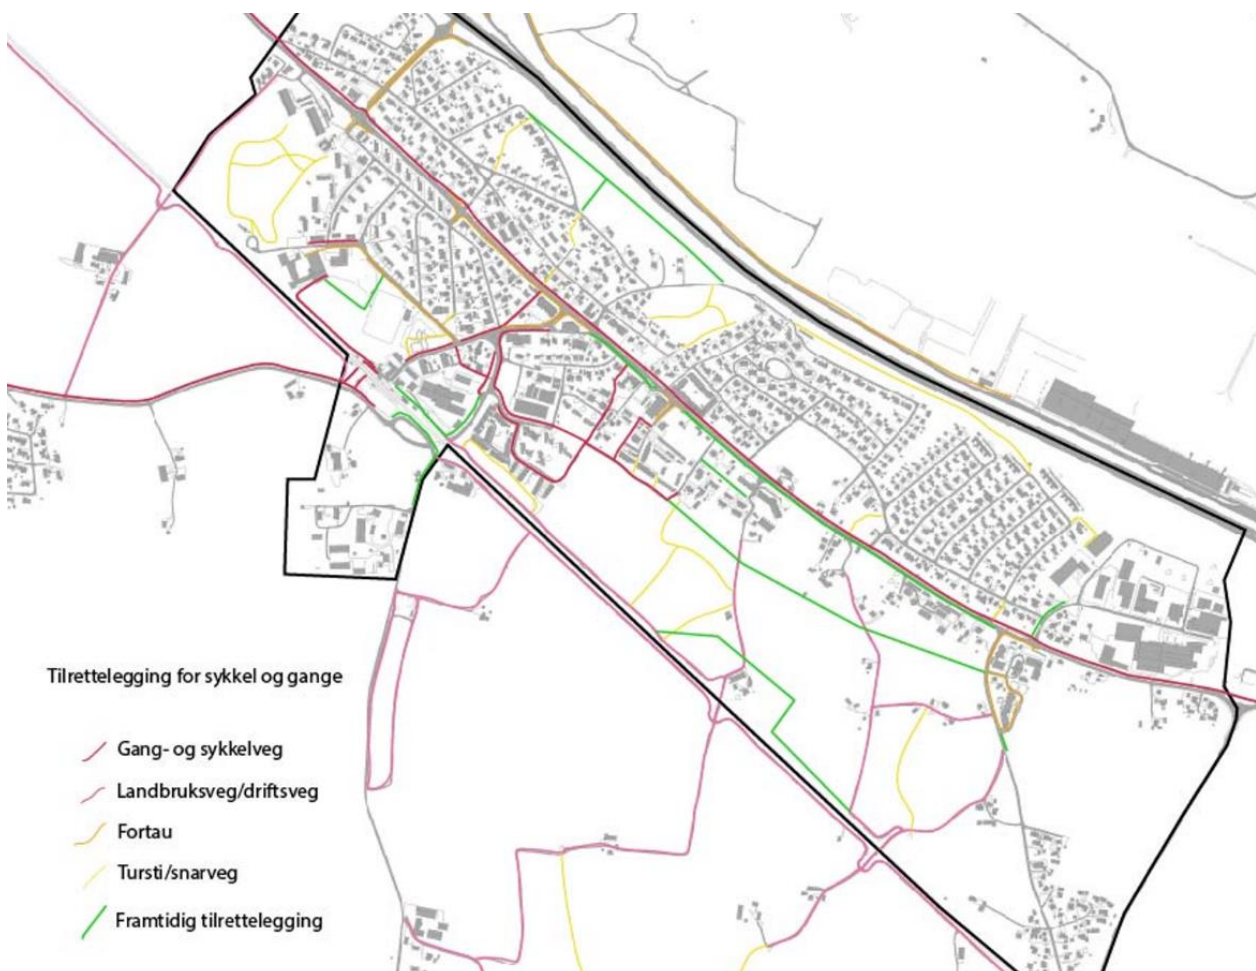 Tilrettelegging for sykkel og gange
Gang- og sykkelveg
Landbruksveg/driftsveg
Fortau
Tursti/snarveg
Framtidig tilrettelegging